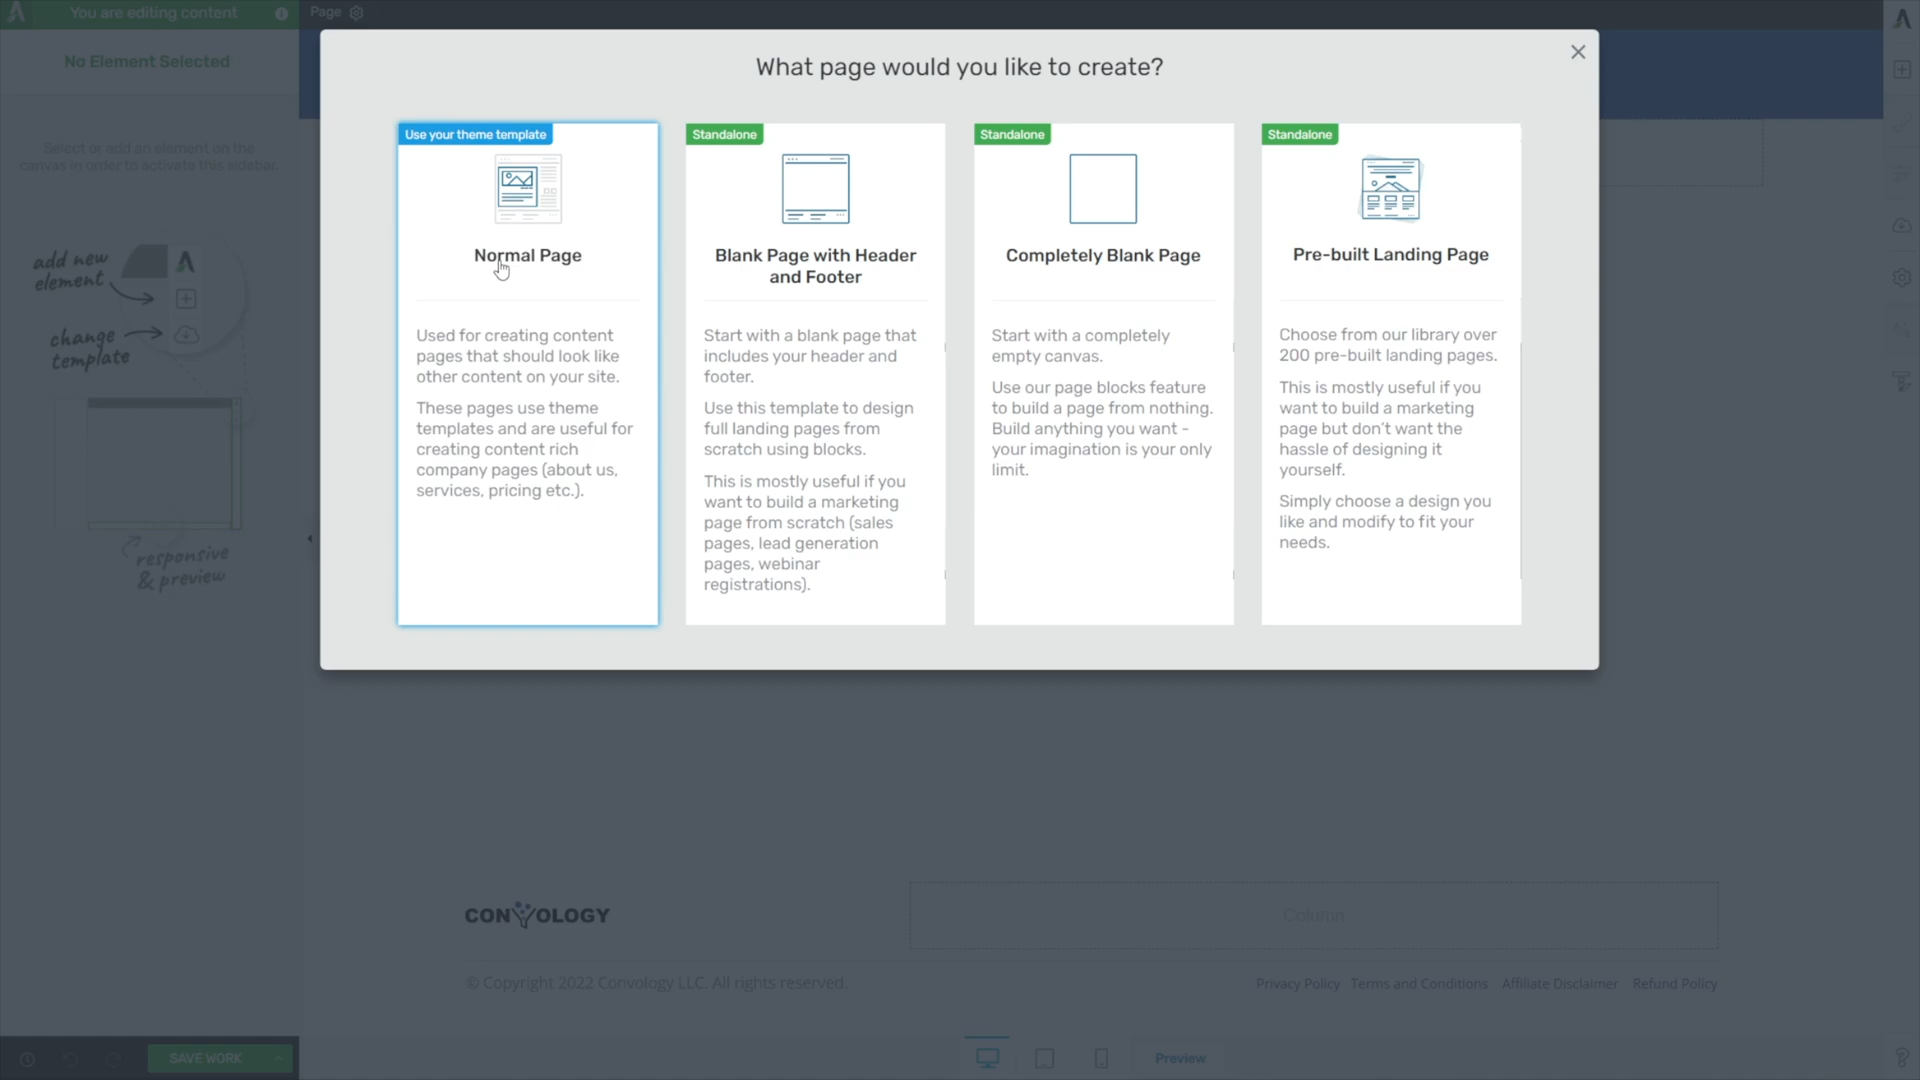 You are editing content
Page
No Element Selected
Select or add an element on the
canvas in order to activate this sidebar.
add new
element
change
template
responsive
& preview
SAVE WORK
What page would you like to create?
Use your theme template
Normal Page
Used for creating content
pages that should look like
other content on your site.
These pages use theme
templates and are useful for
creating content rich
company pages (about us,
services, pricing etc.).
Standalone
Blank Page with Header
and Footer
Start with a blank page that
includes your header and
footer.
Use this template to design
full landing pages from
scratch using blocks.
This is mostly useful if you
want to build a marketing
page from scratch (sales
pages, lead generation
pages, webinar
registrations).
Standalone
Completely Blank Page
Start with a completely
empty canvas.
Use our page blocks feature
to build a page from nothing.
Build anything you want -
your imagination is your only
limit.
Standalone
Pre-built Landing Page
Choose from our library over
200 pre-built landing pages.
This is mostly useful if you
want to build a marketing
page but don't want the
hassle of designing it
yourself.
Simply choose a design you
like and modify to fit your
needs.
CONVOLOGY
Column
© Copyright 2022 Convology LLC. All rights reserved.
Privacy Policy Terms and Conditions Affiliate Disclaimer Refund Policy
Preview